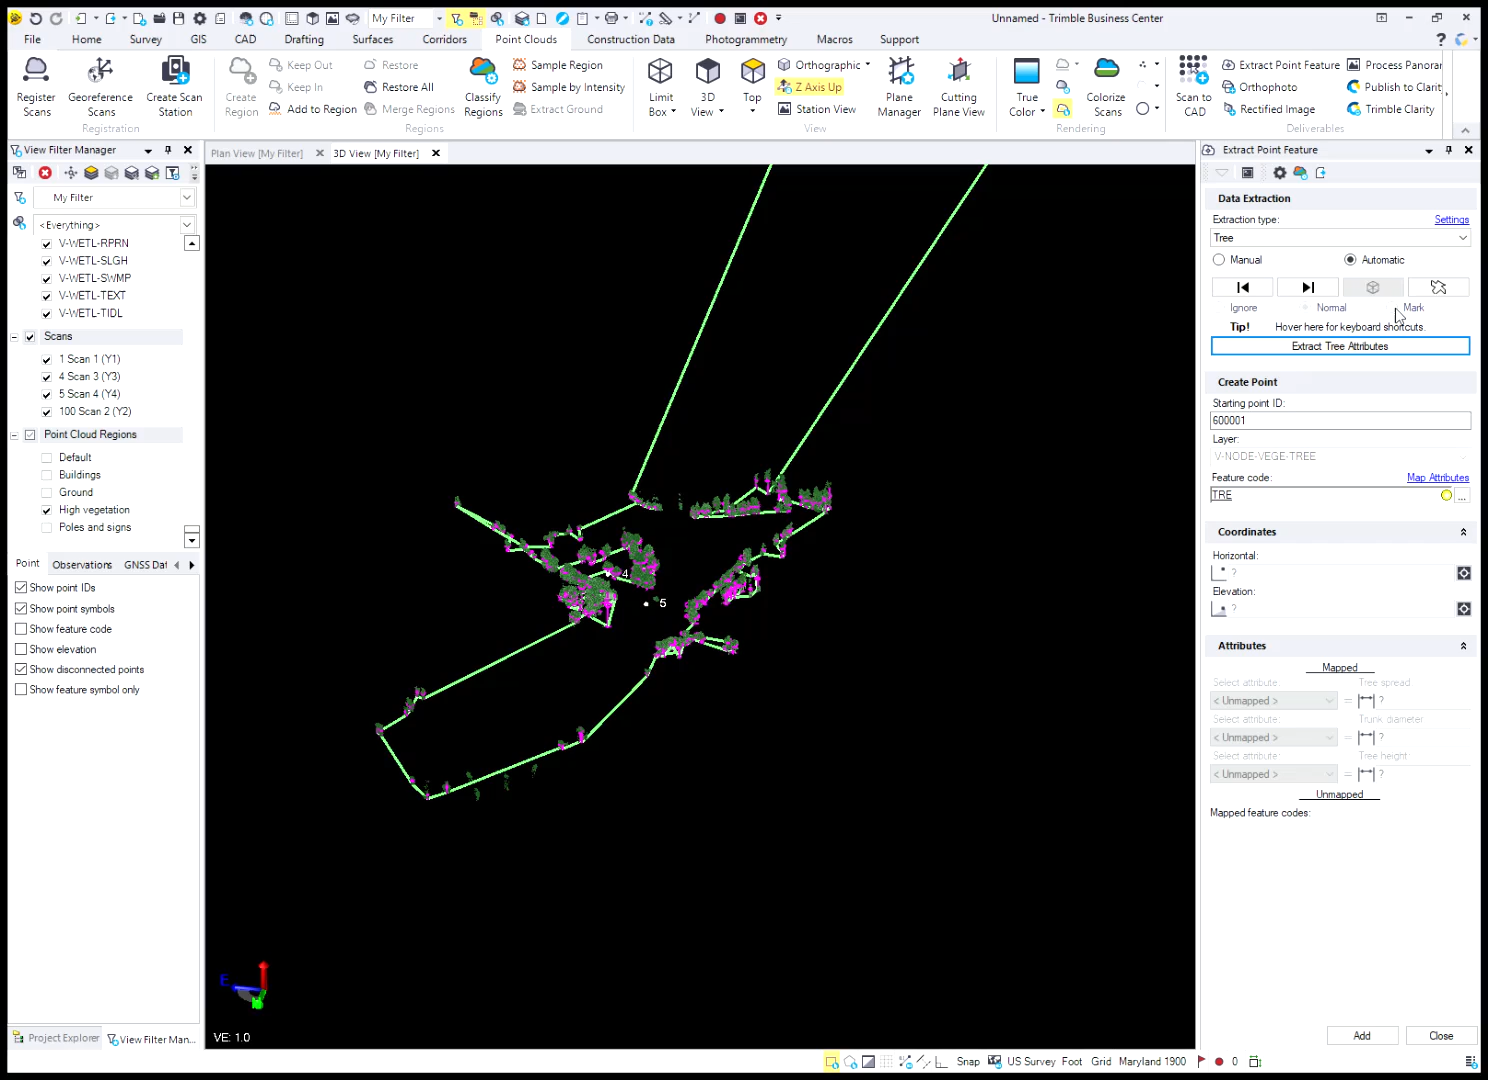 My Filter
Unnamed - Trimble Business Center
File
Home
Survey
GIS
CAD
Drafting
Surfaces
Corridors
Point Clouds
Construction Data
Photogrammetry
Macros
Support
Register Scans
Georeference Scans
Create Scan Station
Registration
Create Region
Keep Out
Keep In
Add to Region
Restore
Restore All
Merge Regions
Classify Regions
Sample Region
Sample by Intensity
Extract Ground
Regions
Limit Box
3D View
Top
Orthographic
Z Axis Up
Station View
Plane Manager
Cutting Plane View
View
True Color
Colorize Scans
Rendering
Scan to CAD
Extract Point Feature
Orthophoto
Rectified Image
Process Panorar
Publish to Clarit
Trimble Clarity
Deliverables
View Filter Manager
My Filter
<Everything>
V-WETL-RPRN
V-WETL-SLGH
V-WETL-SWMP
V-WETL-TEXT
V-WETL-TIDL
Scans
1 Scan 1 (Y1)
4 Scan 3 (Y3)
5 Scan 4 (Y4)
100 Scan 2 (Y2)
Point Cloud Regions
Default
Buildings
Ground
High vegetation
Poles and signs
Point
Observations
GNSS Dat
Show point IDs
Show point symbols
Show feature code
Show elevation
Show disconnected points
Show feature symbol only
Project Explorer
View Filter Man...
Plan View [My Filter]
3D View [My Filter]
4
5
E
VE: 1.0
Extract Point Feature
Data Extraction
Extraction type:
Settings
Tree
Manual
Automatic
Ignore
Normal
Mark
Tip!
Hover here for keyboard shortcuts.
Extract Tree Attributes
Create Point
Starting point ID:
600001
Layer:
V-NODE-VEGE-TREE
Feature code:
Map Attributes
TRE
...
Coordinates
Horizontal:
?
Elevation:
?
Attributes
Mapped
Select attribute:
Tree spread
< Unmapped >
=
?
Select attribute:
Trunk diameter
< Unmapped >
=
?
Select attribute:
Tree height:
< Unmapped >
=
?
Unmapped
Mapped feature codes:
Add
Close
Snap
US Survey
Foot
Grid
Maryland 1900
0